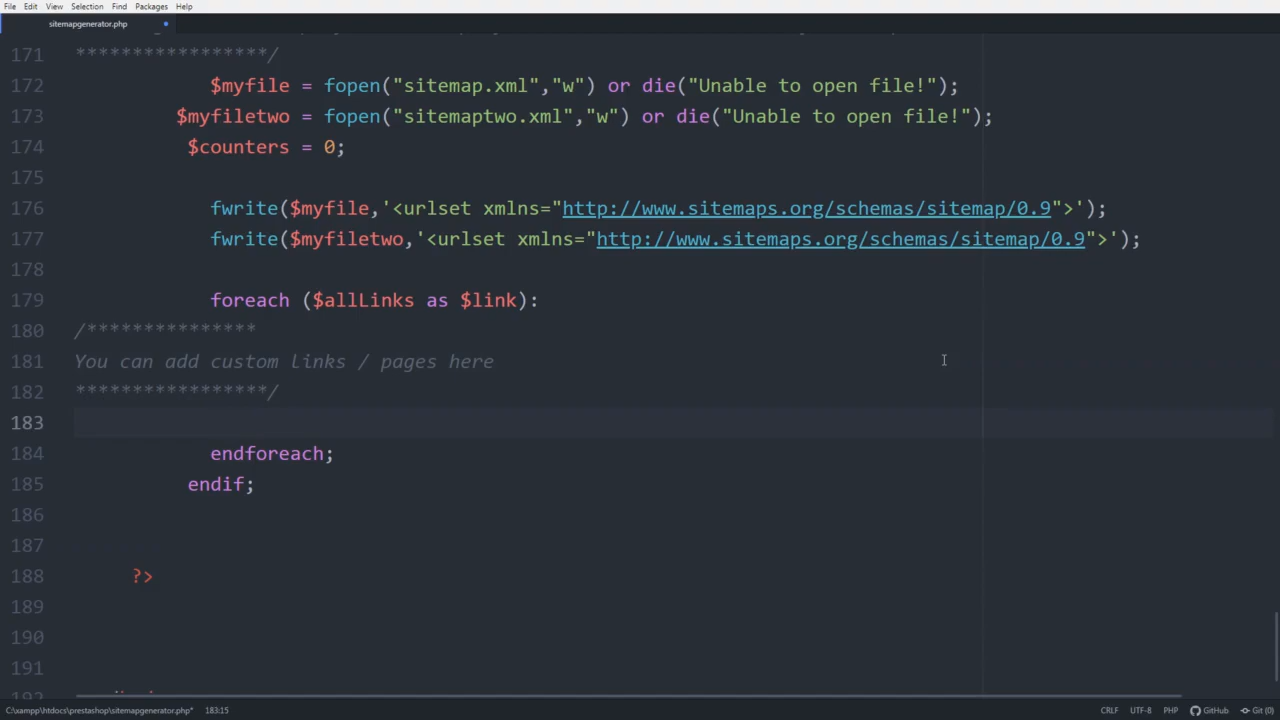 File Edit View Selection Find Packages Help
sitemapgenerator.php
171 *****************/
172 $myfile = fopen("sitemap.xml","w") or die("Unable to open file!");
173 $myfiletwo = fopen("sitemaptwo.xml","w") or die("Unable to open file!");
174 $counters = 0;
175
176 fwrite($myfile,'<urlset xmlns="http://www.sitemaps.org/schemas/sitemap/0.9">');
177 fwrite($myfiletwo,'<urlset xmlns="http://www.sitemaps.org/schemas/sitemap/0.9">');
178
179 foreach ($allLinks as $link):
180 /***************
181 You can add custom links / pages here
182 *****************/
183
184 endforeach;
185 endif;
186
187
188 ?>
189
190
191
192
C:\xampp\htdocs\prestashop\sitemapgenerator.php* 183:15 CRLF UTF-8 PHP GitHub Git (0)